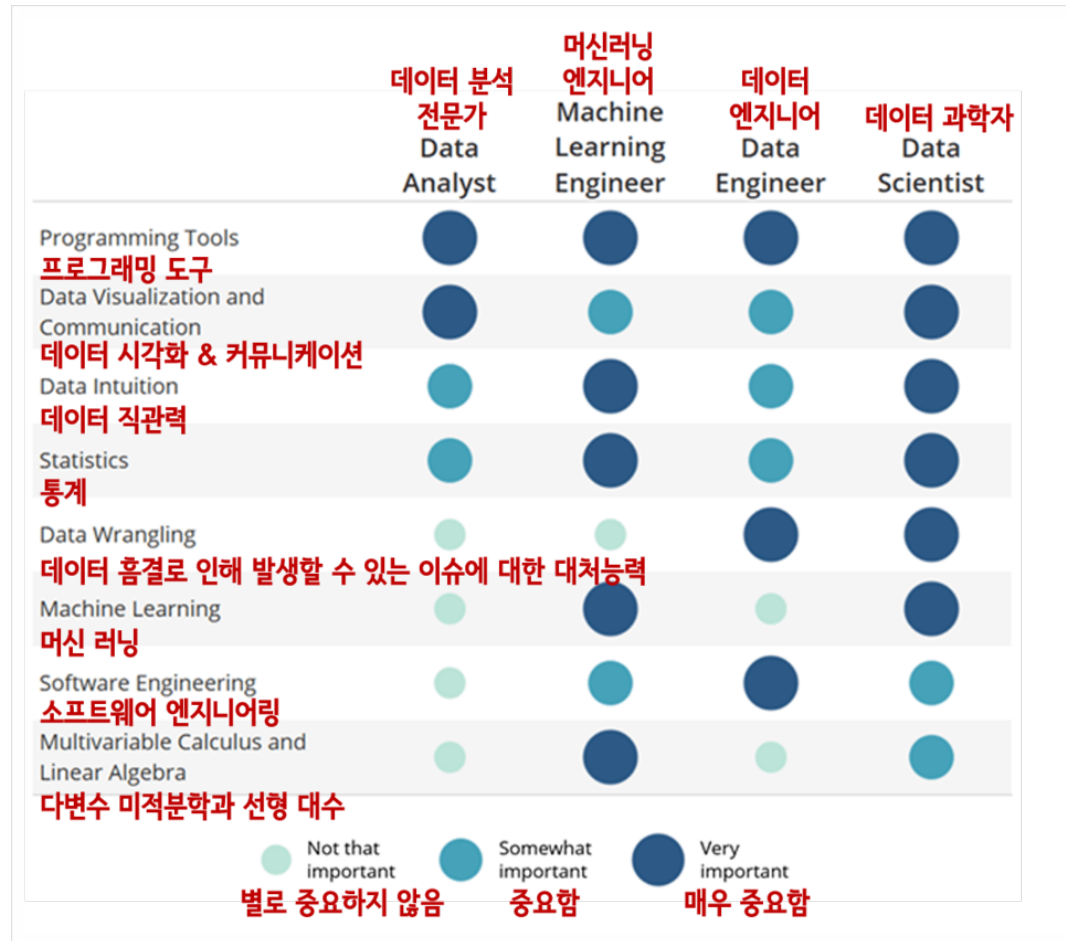 머신러닝
데이터 분석 엔지니어 데이터
전문가 Machine 엔지니어 데이터 과학자
Data Learning Data Data
Analyst Engineer Engineer Scientist
Programming Tools
프로그래밍 도구
Data Visualization and
Communication
데이터 시각화 & 커뮤니케이션
Data Intuition
데이터 직관력
Statistics
통계
Data Wrangling
데이터 흠결로 인해 발생할 수 있는 이슈에 대한 대처능력
Machine Learning
머신 러닝
Software Engineering
소프트웨어 엔지니어링
Multivariable Calculus and
Linear Algebra
다변수 미적분학과 선형 대수
Not that Somewhat Very
important important important
별로 중요하지 않음 중요함 매우 중요함